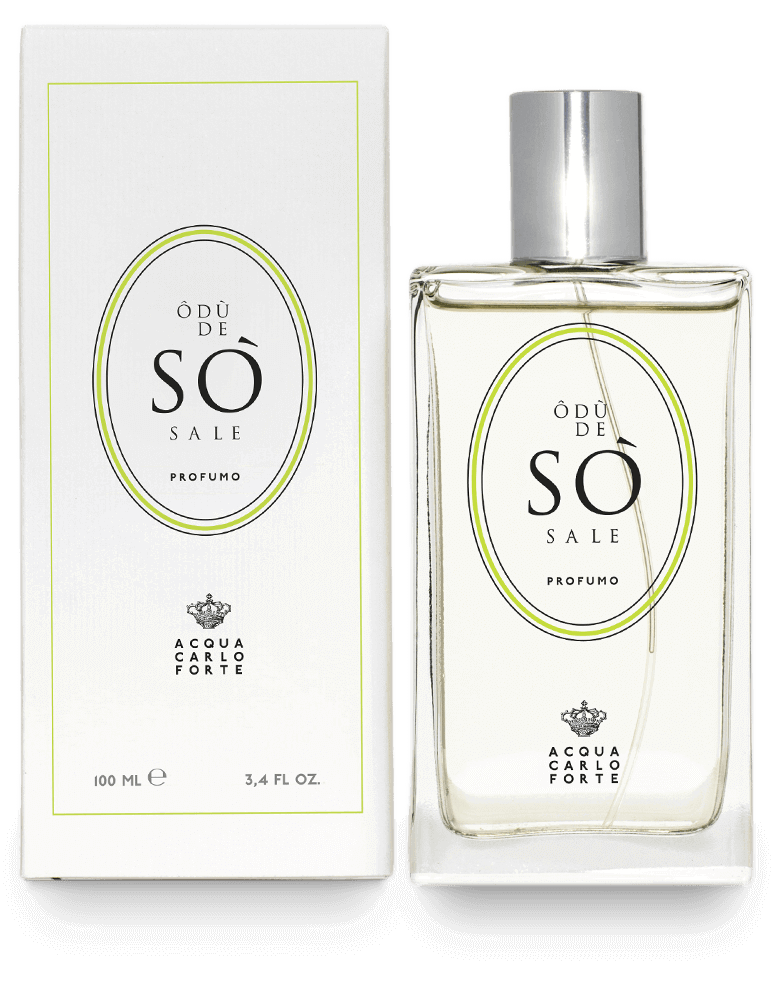 ÔDÙ
DE
SÒ
SALE
PROFUMO
ACQUA
CARLO
FORTE
100 ML ℮
3,4 FL OZ.
ÔDÙ
DE
SÒ
SALE
PROFUMO
ACQUA
CARLO
FORTE